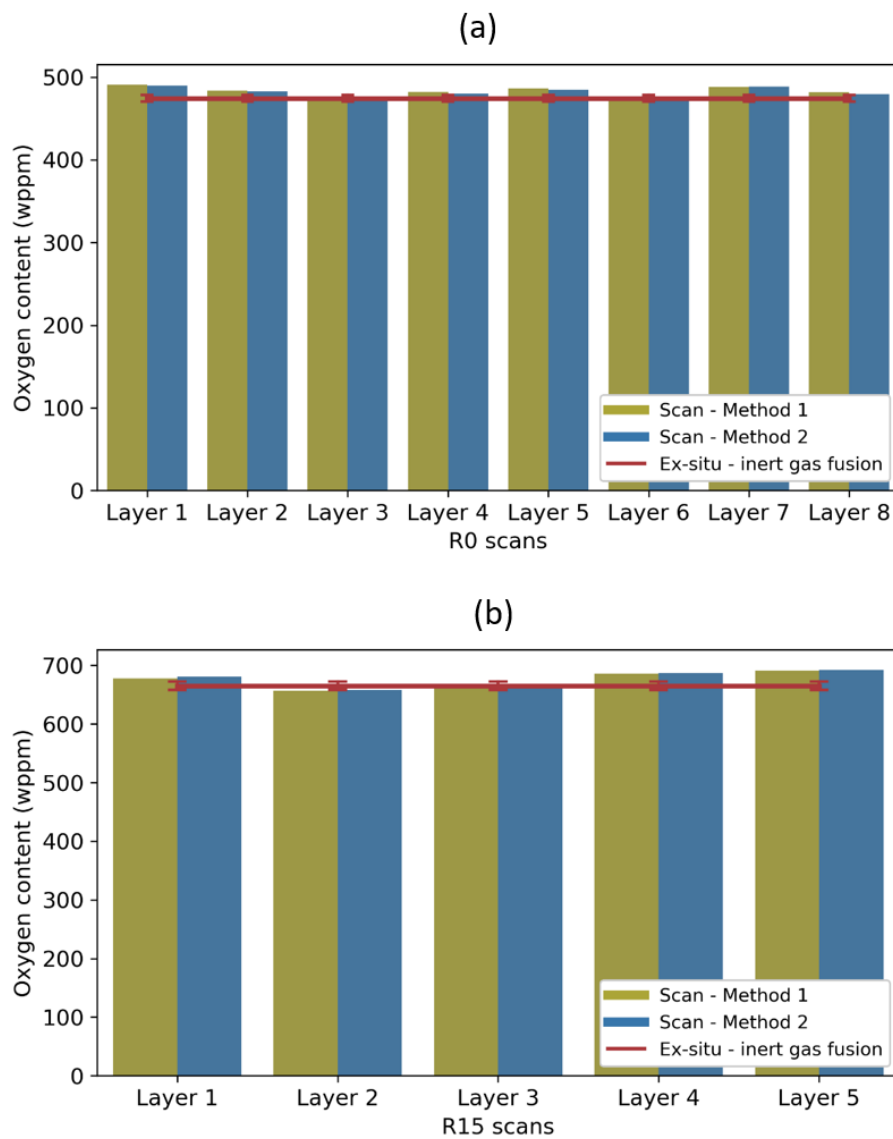 (a)
500
400
300
200
100
0
Oxygen content (wppm)
Scan - Method 1
Scan - Method 2
Ex-situ - inert gas fusion
Layer 1 Layer 2 Layer 3 Layer 4 Layer 5 Layer 6 Layer 7 Layer 8
R0 scans
(b)
700
600
500
400
300
200
100
0
Oxygen content (wppm)
Scan - Method 1
Scan - Method 2
Ex-situ - inert gas fusion
Layer 1 Layer 2 Layer 3 Layer 4 Layer 5
R15 scans